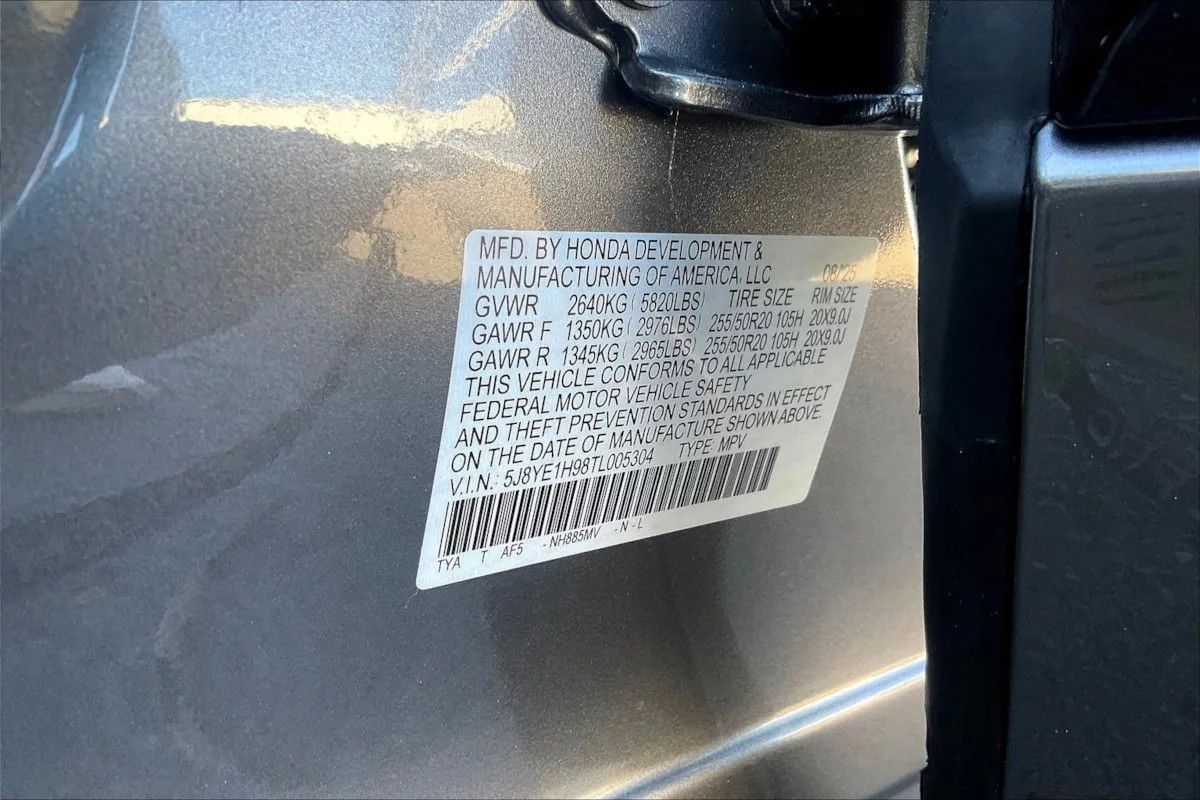 MFD. BY HONDA DEVELOPMENT &
MANUFACTURING OF AMERICA, LLC 08/'25
GVWR 2640KG ( 5820LBS) TIRE SIZE RIM SIZE
GAWR F 1350KG ( 2976LBS) 255/50R20 105H 20X9.0J
GAWR R 1345KG ( 2965LBS) 255/50R20 105H 20X9.0J
THIS VEHICLE CONFORMS TO ALL APPLICABLE
FEDERAL MOTOR VEHICLE SAFETY
AND THEFT PREVENTION STANDARDS IN EFFECT
ON THE DATE OF MANUFACTURE SHOWN ABOVE.
V.I.N.: 5J8YE1H98TL005304 TYPE: MPV
TYA T AF5 - NH885MV - N - L